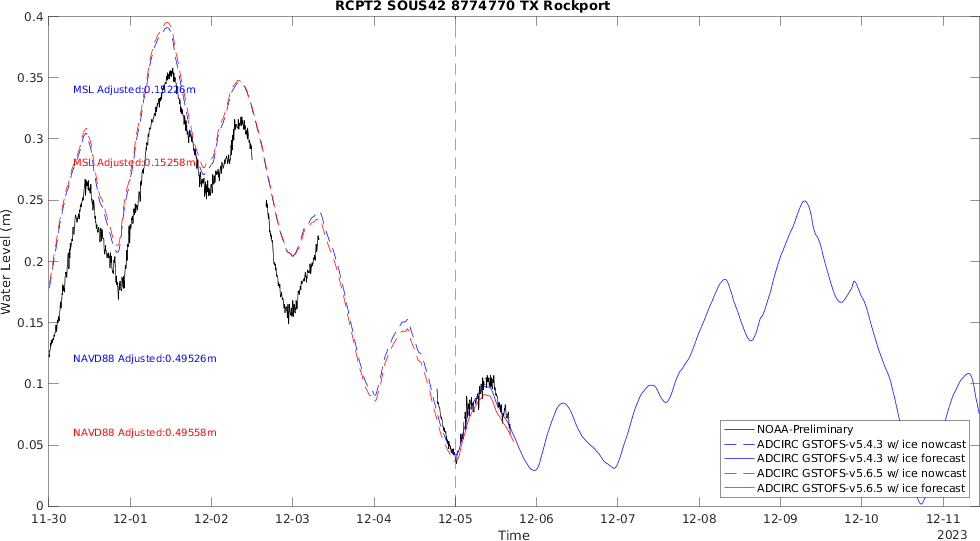 RCPT2 SOUS42 8774770 TX Rockport
0.4
0.35
0.3
0.25
0.2
0.15
0.1
0.05
0
Water Level (m)
MSL Adjusted:0.15226m
MSL Adjusted:0.15258m
NAVD88 Adjusted:0.49526m
NAVD88 Adjusted:0.49558m
NOAA-Preliminary
ADCIRC GSTOFS-v5.4.3 w/ ice nowcast
ADCIRC GSTOFS-v5.4.3 w/ ice forecast
ADCIRC GSTOFS-v5.6.5 w/ ice nowcast
ADCIRC GSTOFS-v5.6.5 w/ ice forecast
11-30 12-01 12-02 12-03 12-04 12-05 12-06 12-07 12-08 12-09 12-10 12-11
Time
2023